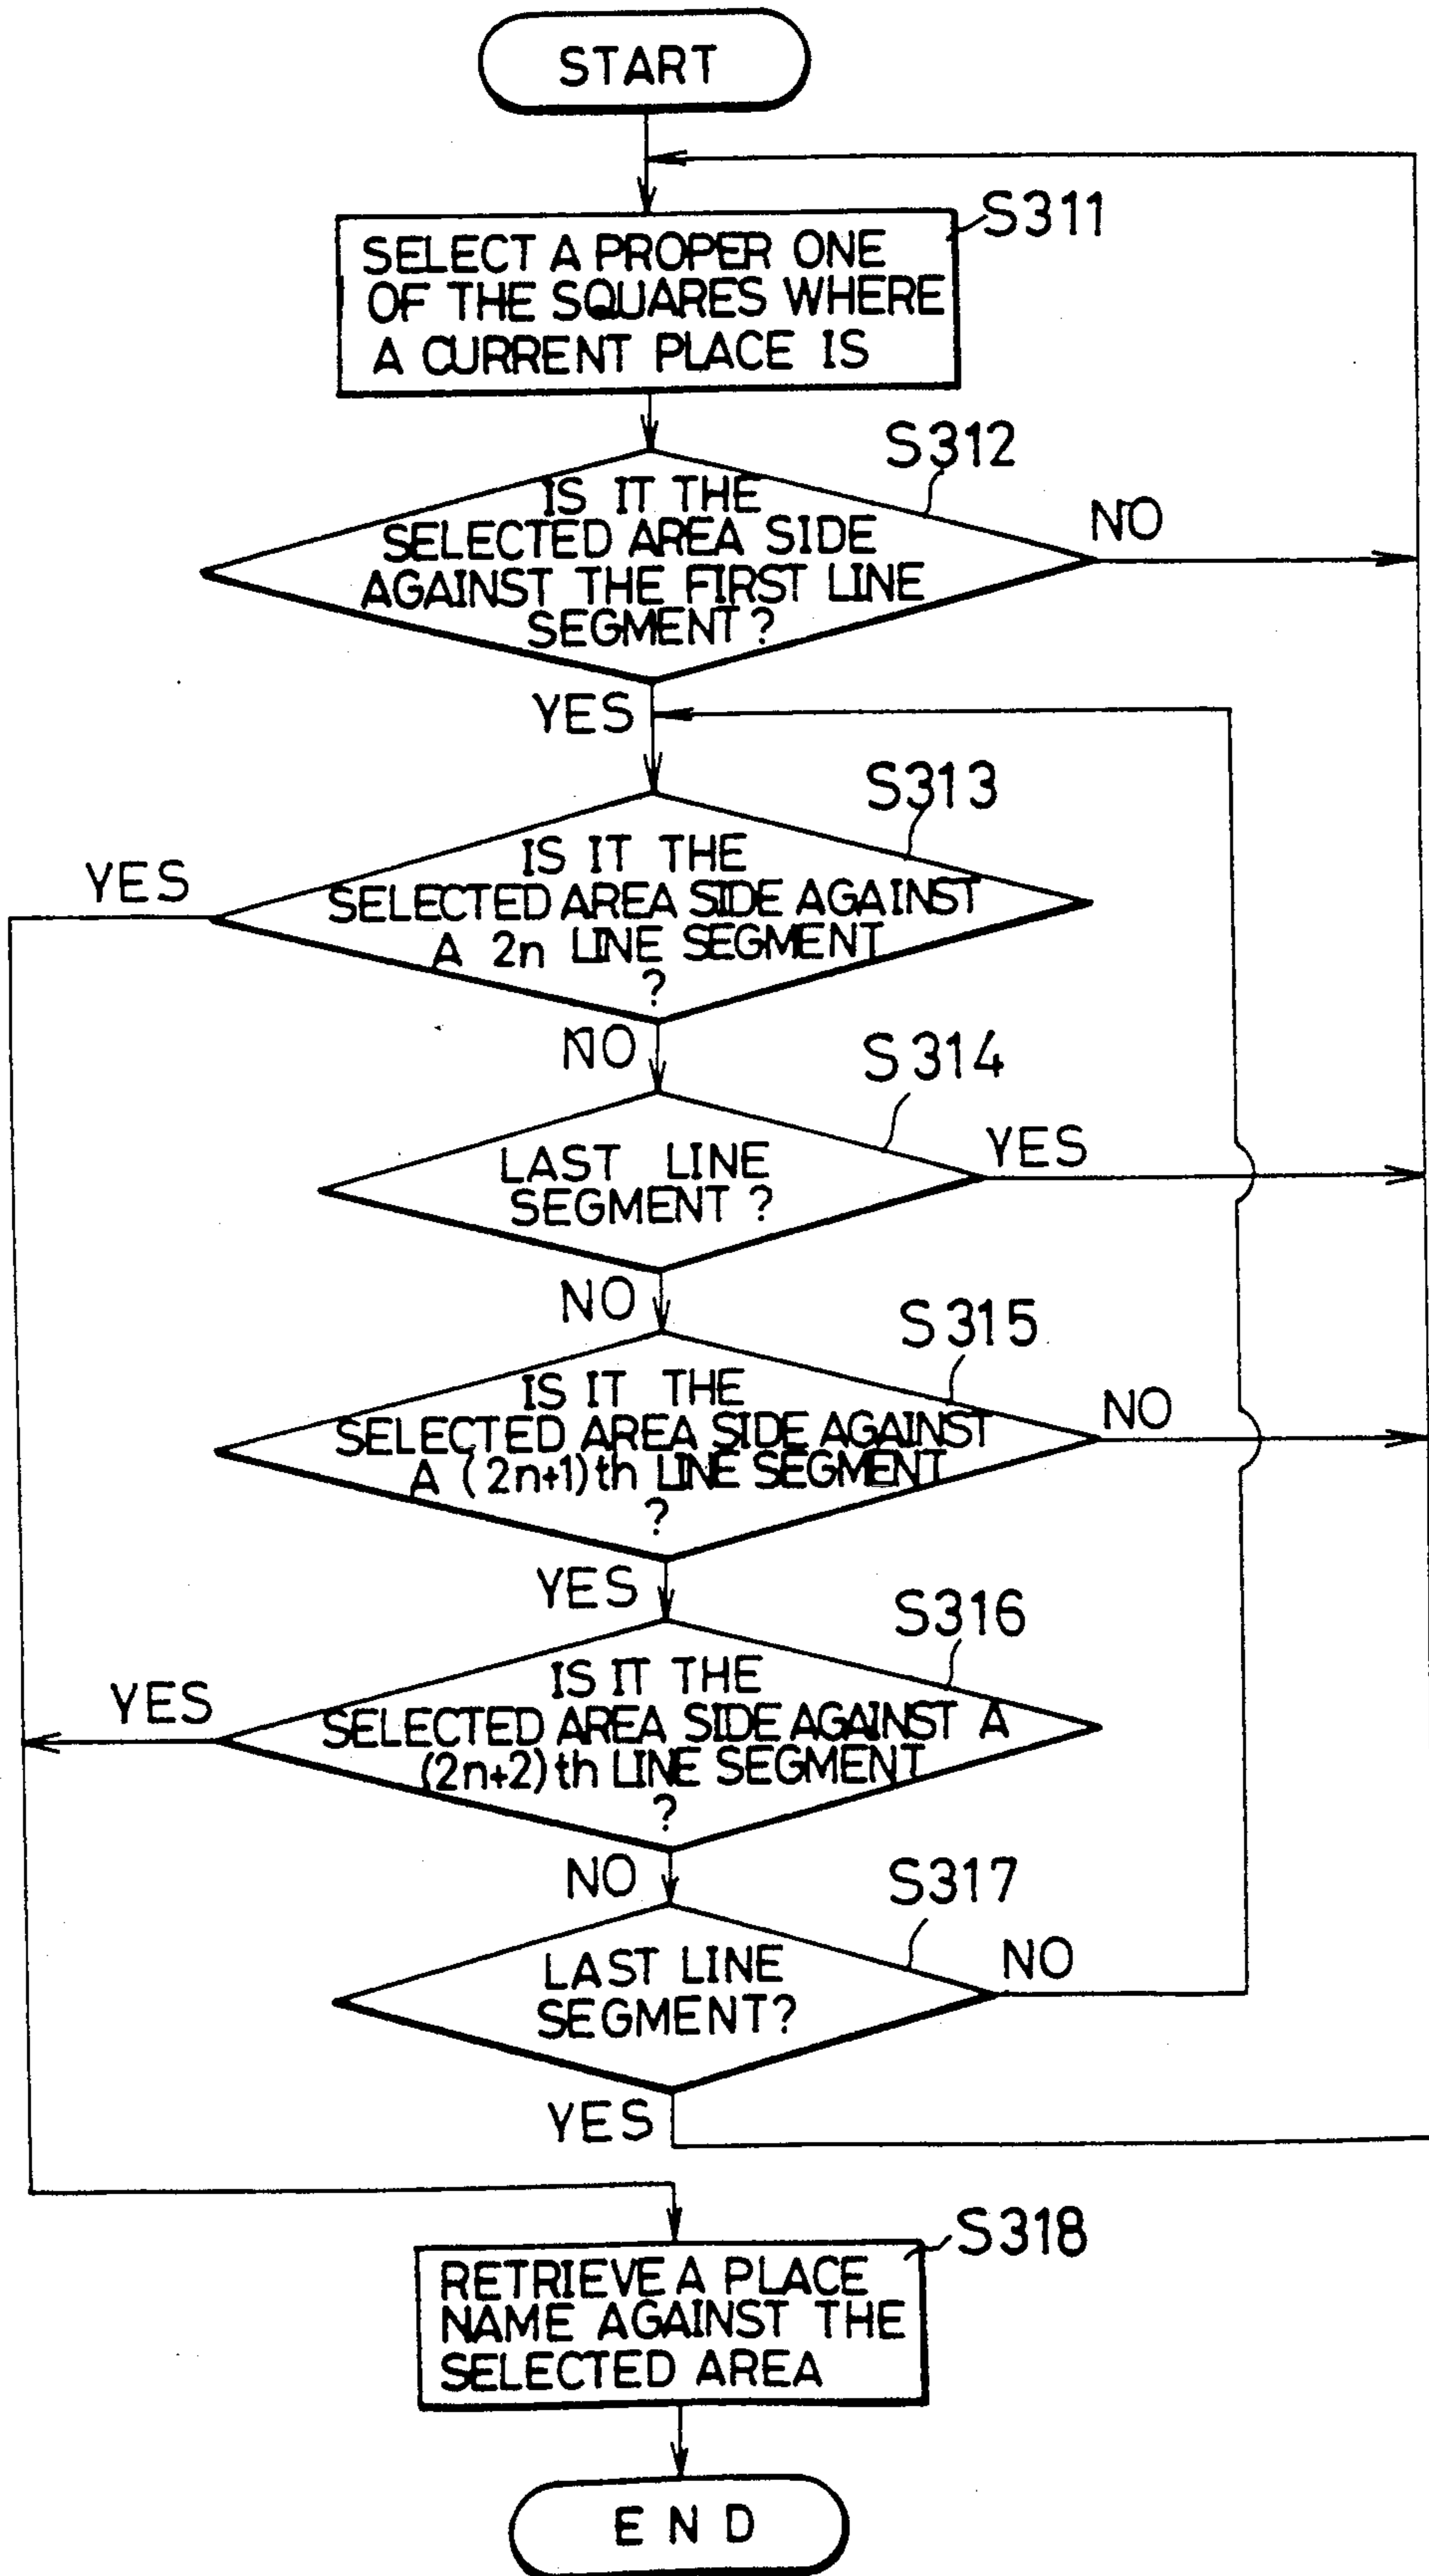 START
S311
SELECT A PROPER ONE
OF THE SQUARES WHERE
A CURRENT PLACE IS
S312
IS IT THE
SELECTED AREA SIDE
AGAINST THE FIRST LINE
SEGMENT?
NO
YES
S313
IS IT THE
SELECTED AREA SIDE AGAINST
A 2n LINE SEGMENT
?
YES
NO
S314
LAST LINE
SEGMENT?
YES
NO
S315
IS IT THE
SELECTED AREA SIDE AGAINST
A (2n+1)th LINE SEGMENT
?
NO
YES
S316
IS IT THE
SELECTED AREA SIDE AGAINST A
(2n+2)th LINE SEGMENT
?
YES
NO
S317
LAST LINE
SEGMENT?
NO
YES
S318
RETRIEVE A PLACE
NAME AGAINST THE
SELECTED AREA
END